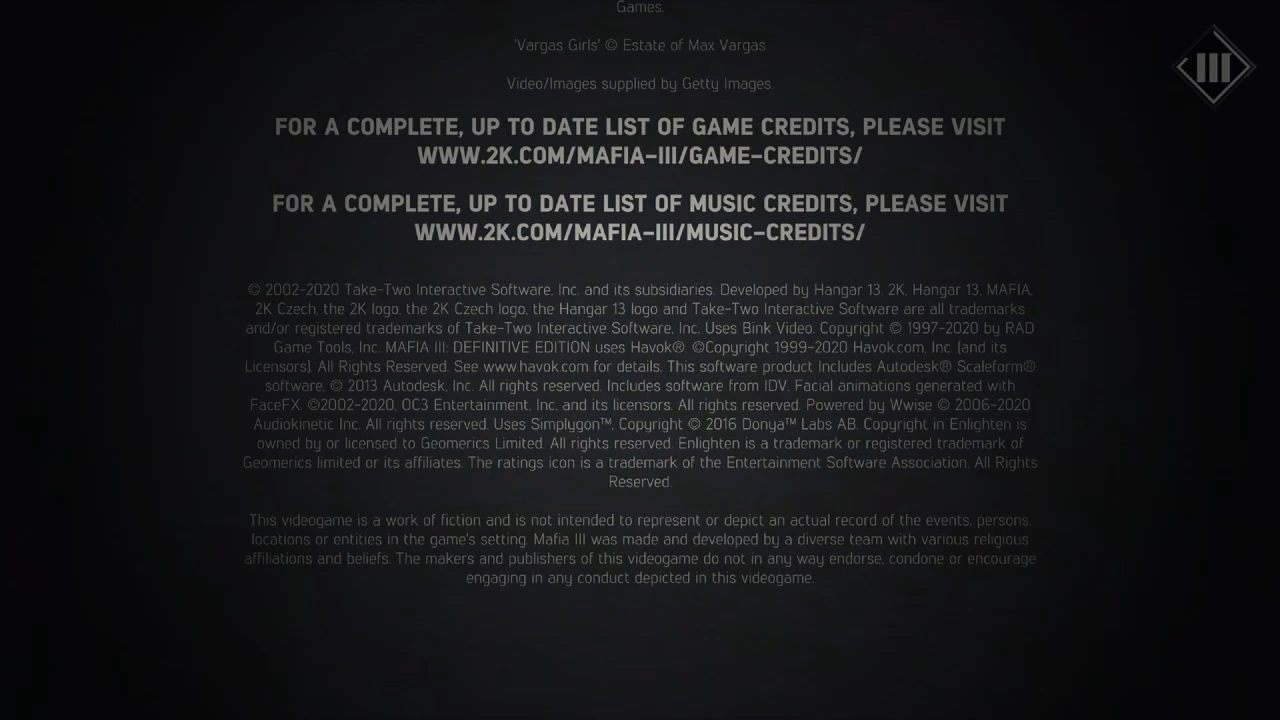 Games.
'Vargas Girls' © Estate of Max Vargas
Video/Images supplied by Getty Images.
FOR A COMPLETE, UP TO DATE LIST OF GAME CREDITS, PLEASE VISIT
WWW.2K.COM/MAFIA-III/GAME-CREDITS/
FOR A COMPLETE, UP TO DATE LIST OF MUSIC CREDITS, PLEASE VISIT
WWW.2K.COM/MAFIA-III/MUSIC-CREDITS/
© 2002-2020 Take-Two Interactive Software, Inc. and its subsidiaries. Developed by Hangar 13. 2K, Hangar 13, MAFIA,
2K Czech, the 2K logo, the 2K Czech logo, the Hangar 13 logo and Take-Two Interactive Software are all trademarks
and/or registered trademarks of Take-Two Interactive Software, Inc. Uses Bink Video. Copyright © 1997-2020 by RAD
Game Tools, Inc. MAFIA III: DEFINITIVE EDITION uses Havok®. ©Copyright 1999-2020 Havok.com, Inc. (and its
Licensors). All Rights Reserved. See www.havok.com for details. This software product Includes Autodesk® Scaleform®
software, © 2013 Autodesk, Inc. All rights reserved. Includes software from IDV. Facial animations generated with
FaceFX. ©2002-2020, OC3 Entertainment, Inc. and its licensors. All rights reserved. Powered by Wwise © 2006-2020
Audiokinetic Inc. All rights reserved. Uses Simplygon™, Copyright © 2016 Donya™ Labs AB. Copyright in Enlighten is
owned by or licensed to Geomerics Limited. All rights reserved. Enlighten is a trademark or registered trademark of
Geomerics limited or its affiliates. The ratings icon is a trademark of the Entertainment Software Association. All Rights
Reserved.
This videogame is a work of fiction and is not intended to represent or depict an actual record of the events, persons,
locations or entities in the game's setting. Mafia III was made and developed by a diverse team with various religious
affiliations and beliefs. The makers and publishers of this videogame do not in any way endorse, condone or encourage
engaging in any conduct depicted in this videogame.
III